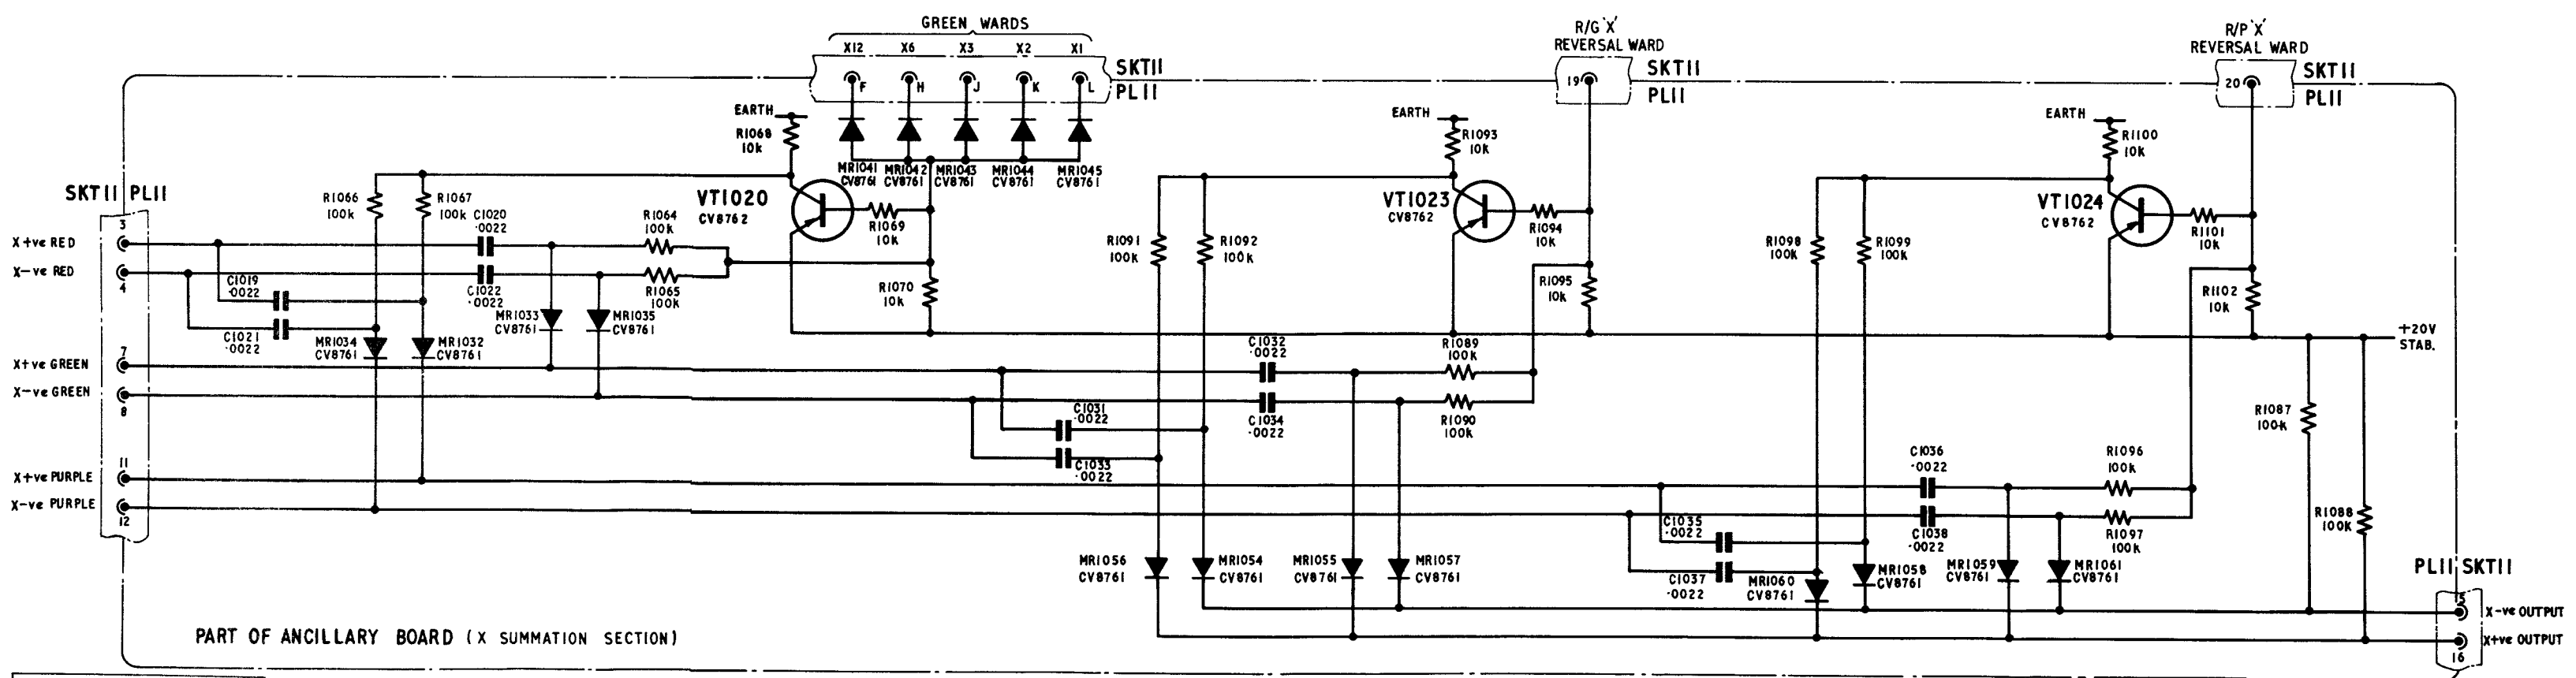 GREEN WARDS
X12 X6 X3 X2 X1
SKT11
PL11
F H J K L
R/G 'X'
REVERSAL WARD
19
SKT11
PL11
R/P 'X'
REVERSAL WARD
20
SKT11
PL11
EARTH
R1068
10k
MR1041
CV8761
MR1042
CV8761
MR1043
CV8761
MR1044
CV8761
MR1045
CV8761
EARTH
R1093
10k
EARTH
R1100
10k
SKT11 PL11
R1066
100k
R1067
100k
C1020
·0022
R1064
100k
VT1020
CV8762
R1069
10k
VT1023
CV8762
R1094
10k
VT1024
CV8762
R1101
10k
3
X+ve RED
X-ve RED
4
C1019
·0022
C1022
·0022
R1065
100k
R1070
10k
R1091
100k
R1092
100k
R1095
10k
R1098
100k
R1099
100k
R1102
10k
C1021
·0022
MR1034
CV8761
MR1032
CV8761
MR1033
CV8761
MR1035
CV8761
+20V
STAB.
7
X+ve GREEN
X-ve GREEN
8
C1032
·0022
R1089
100k
C1034
·0022
R1090
100k
C1031
·0022
C1033
·0022
R1087
100k
11
X+ve PURPLE
X-ve PURPLE
12
C1036
·0022
R1096
100k
C1035
·0022
C1038
·0022
R1097
100k
R1088
100k
MR1056
CV8761
MR1054
CV8761
MR1055
CV8761
MR1057
CV8761
C1037
·0022
MR1060
CV8761
MR1058
CV8761
MR1059
CV8761
MR1061
CV8761
PL11 SKT11
15
X-ve OUTPUT
X+ve OUTPUT
16
PART OF ANCILLARY BOARD (X SUMMATION SECTION)